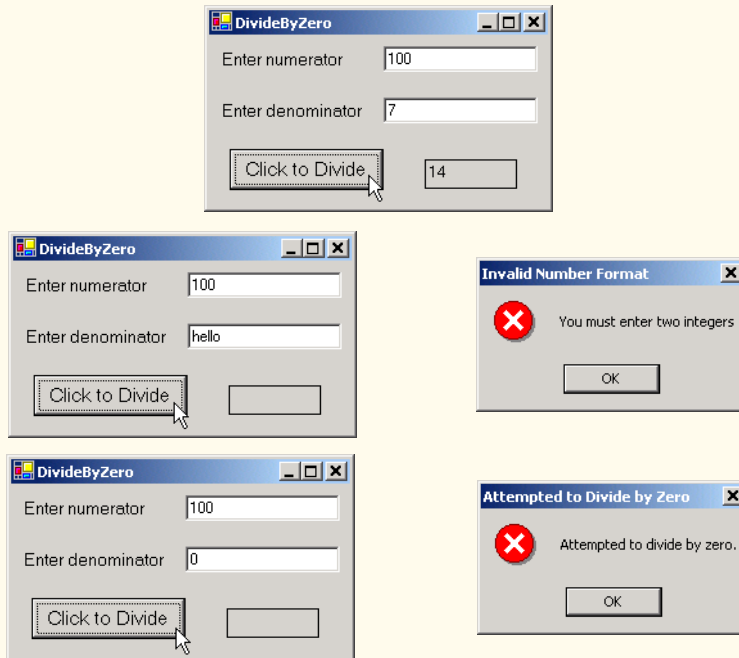 DivideByZero
Enter numerator 100
Enter denominator 7
Click to Divide 14
DivideByZero
Enter numerator 100
Enter denominator hello
Click to Divide
Invalid Number Format
You must enter two integers
OK
DivideByZero
Enter numerator 100
Enter denominator 0
Click to Divide
Attempted to Divide by Zero
Attempted to divide by zero.
OK